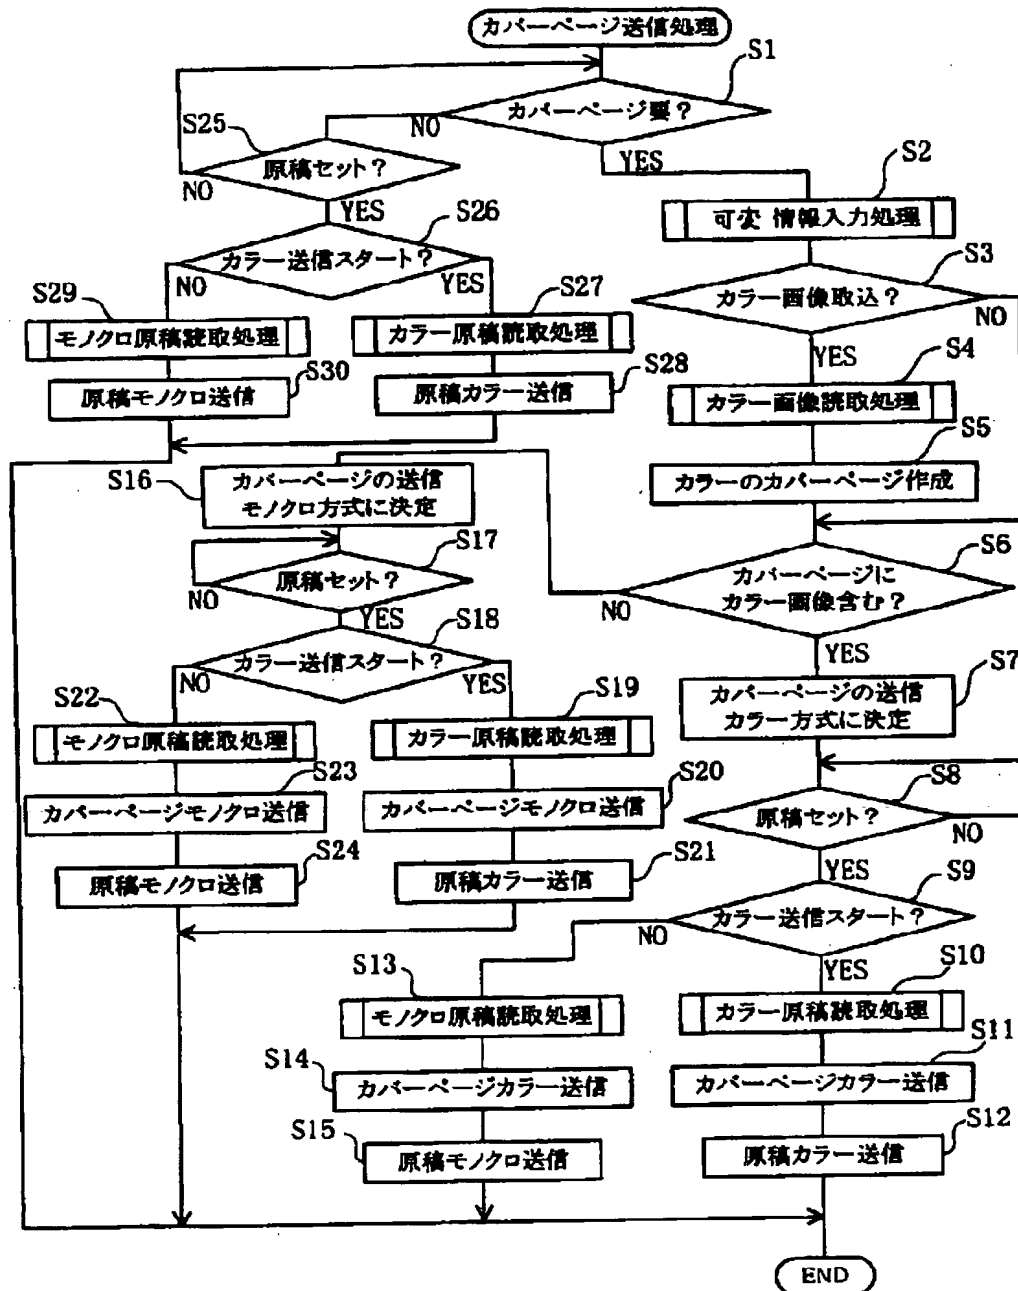 カバーページ送信処理
S1
カバーページ要?
NO
YES
S25
原稿セット?
NO
YES
S2
可変 情報入力処理
S26
カラー送信スタート?
NO
YES
S3
カラー画像取込?
NO
YES
S29
モノクロ原稿読取処理
S27
カラー原稿読取処理
S4
カラー画像読取処理
S30
原稿モノクロ送信
S28
原稿カラー送信
S5
カラーのカバーページ作成
S16
カバーページの送信
モノクロ方式に決定
S17
原稿セット?
NO
YES
S6
カバーページに
カラー画像含む?
NO
YES
S18
カラー送信スタート?
NO
YES
S7
カバーページの送信
カラー方式に決定
S22
モノクロ原稿読取処理
S19
カラー原稿読取処理
S8
原稿セット?
NO
YES
S23
カバーページモノクロ送信
S20
カバーページモノクロ送信
S24
原稿モノクロ送信
S21
原稿カラー送信
S9
カラー送信スタート?
NO
YES
S13
モノクロ原稿読取処理
S10
カラー原稿読取処理
S14
カバーページカラー送信
S11
カバーページカラー送信
S15
原稿モノクロ送信
S12
原稿カラー送信
END